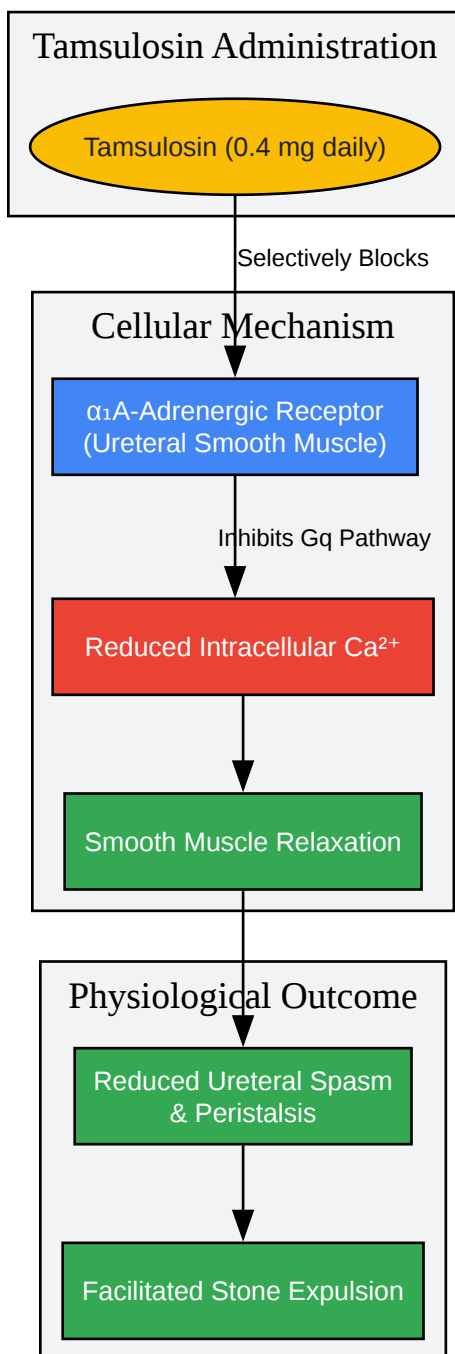 Tamsulosin Administration
Tamsulosin (0.4 mg daily)
Selectively Blocks
Cellular Mechanism
α₁A-Adrenergic Receptor
(Ureteral Smooth Muscle)
Inhibits Gq Pathway
Reduced Intracellular Ca²⁺
Smooth Muscle Relaxation
Physiological Outcome
Reduced Ureteral Spasm
& Peristalsis
Facilitated Stone Expulsion